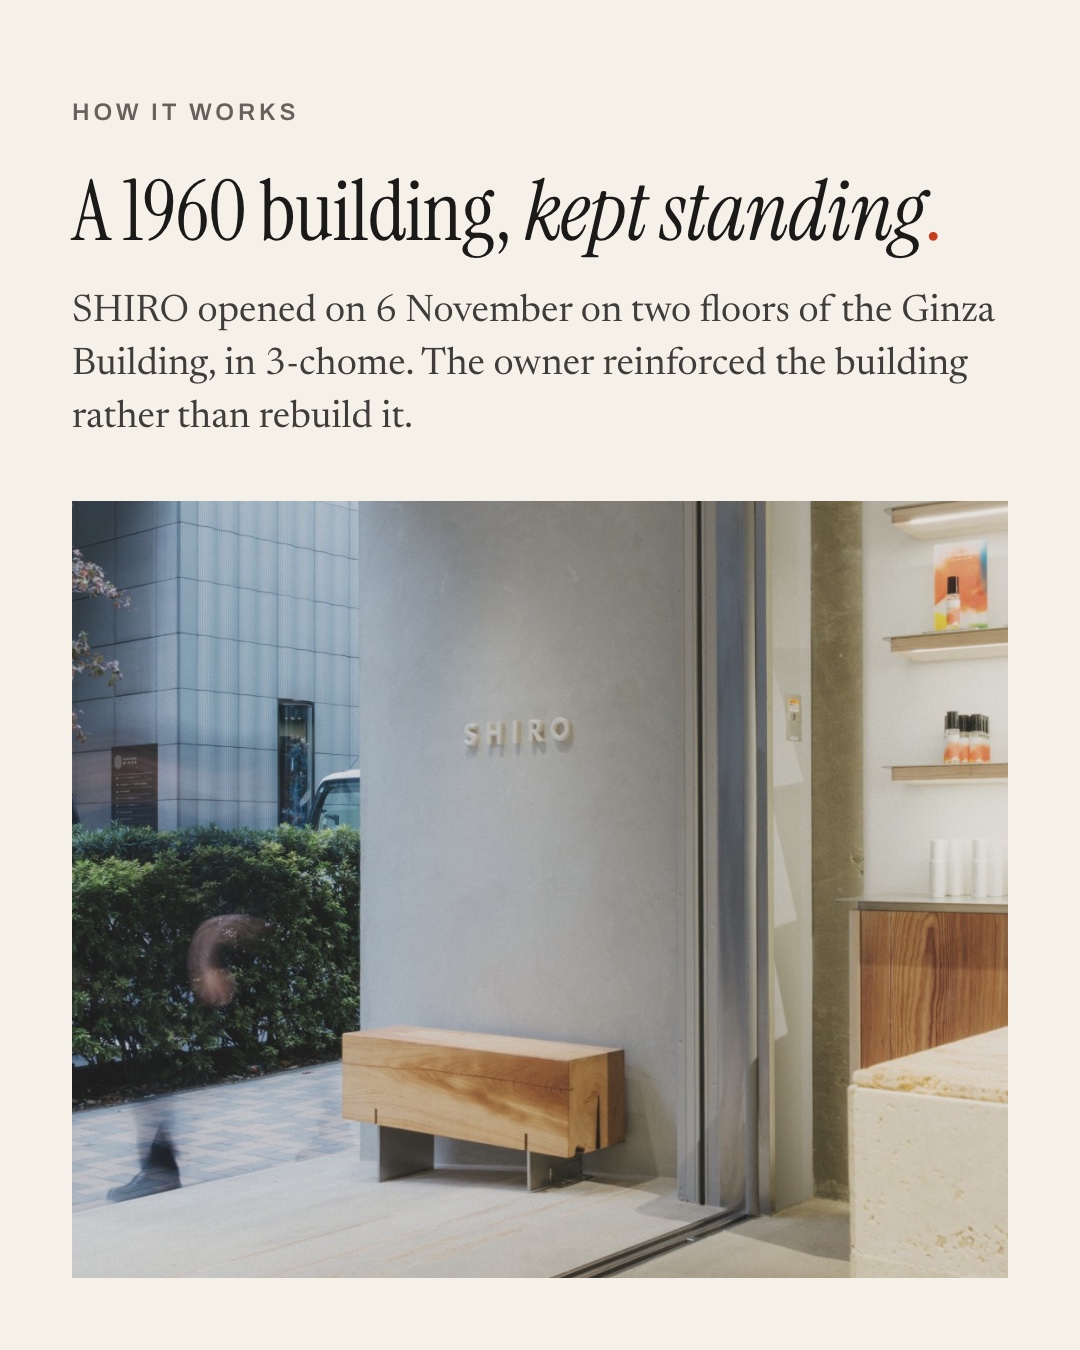 HOW IT WORKS
A 1960 building, kept standing.
SHIRO opened on 6 November on two floors of the Ginza
Building, in 3-chome. The owner reinforced the building
rather than rebuild it.
SHIRO